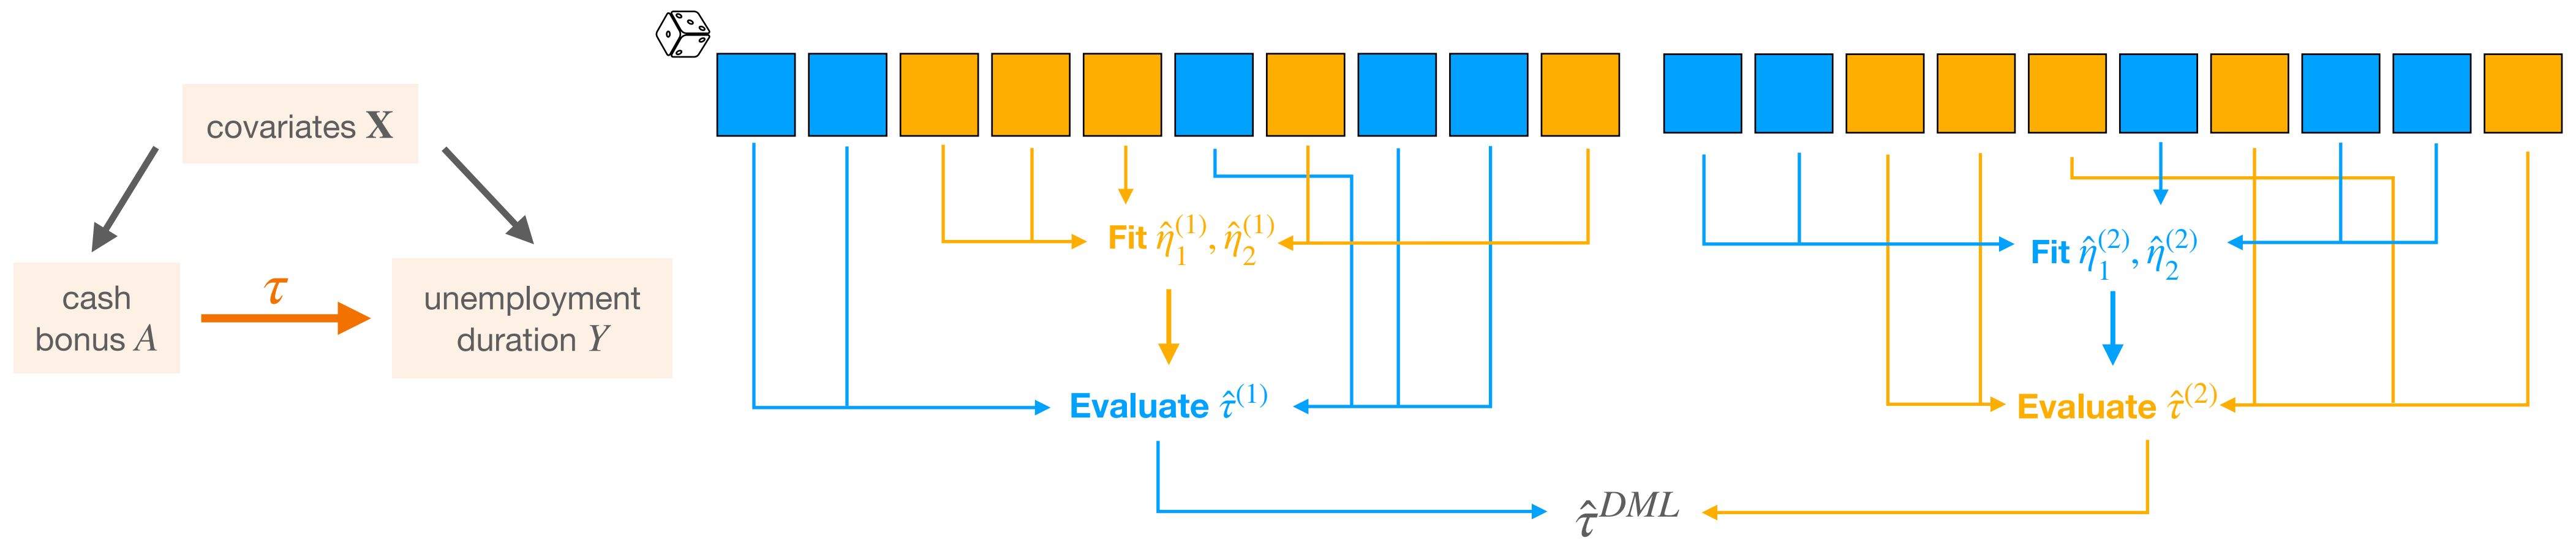 covariates X
cash
bonus A
τ
unemployment
duration Y
Fit η̂₁⁽¹⁾, η̂₂⁽¹⁾
Evaluate τ̂⁽¹⁾
Fit η̂₁⁽²⁾, η̂₂⁽²⁾
Evaluate τ̂⁽²⁾
τ̂^DML